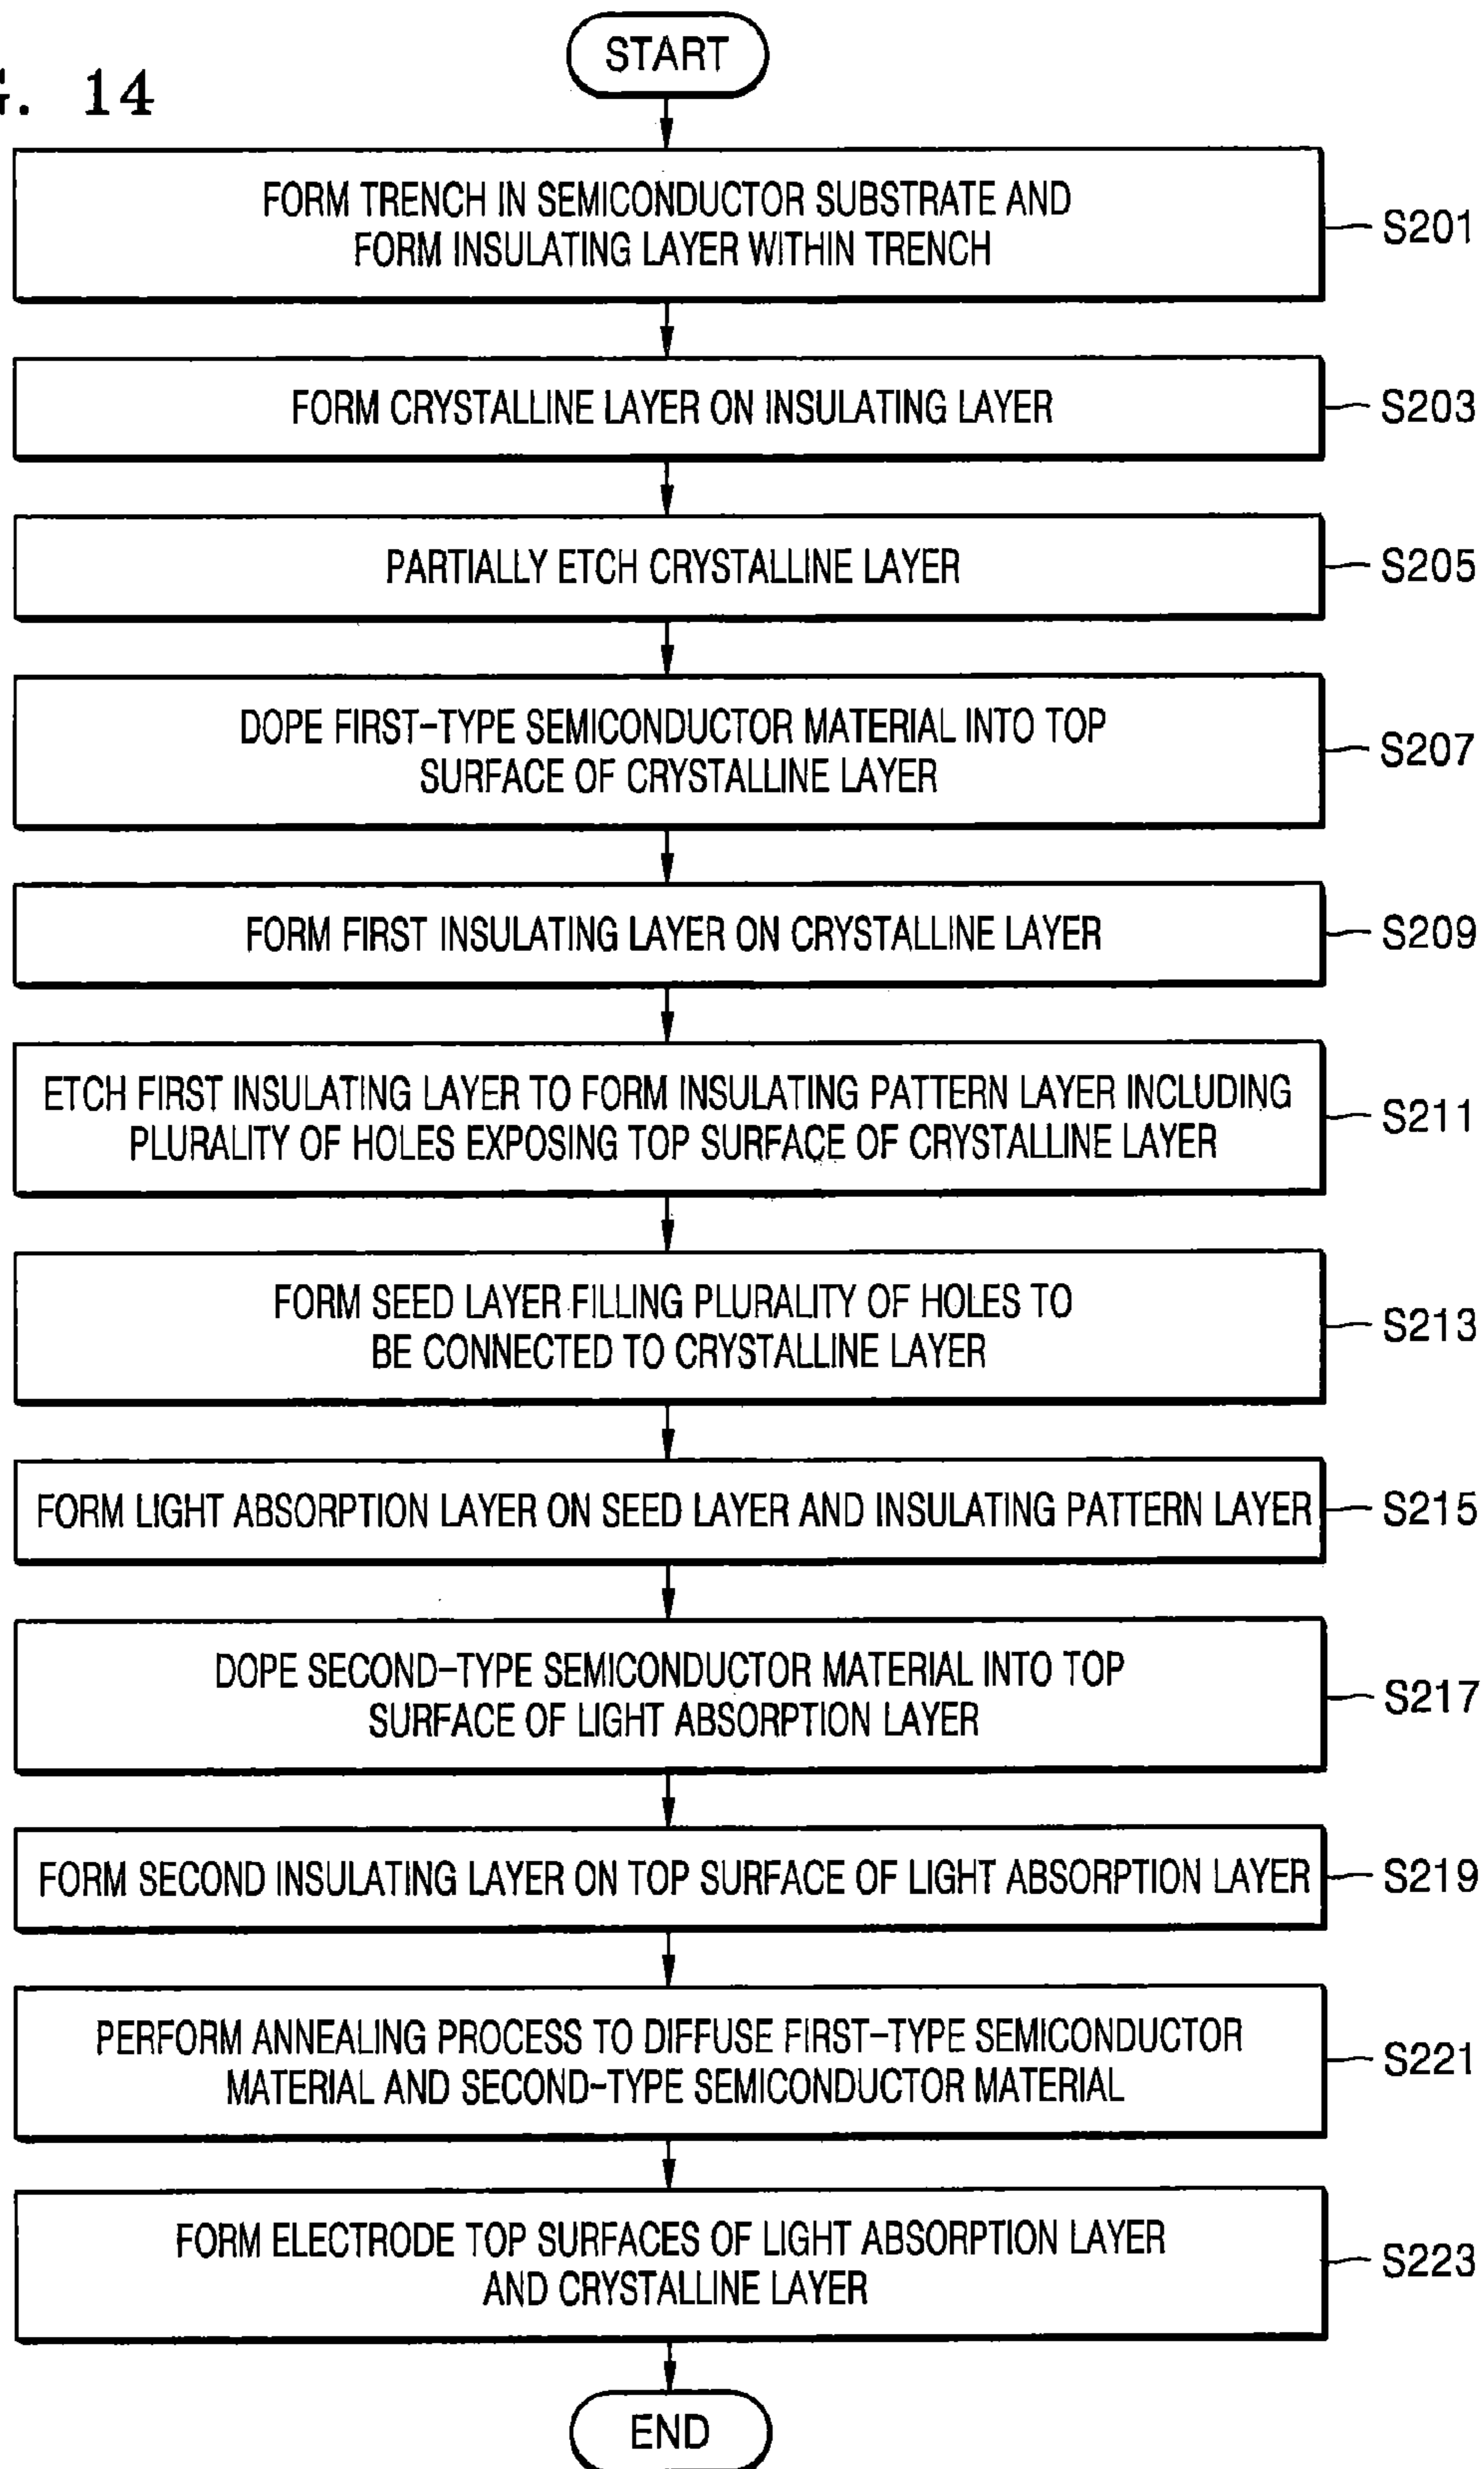 G. 14
START
FORM TRENCH IN SEMICONDUCTOR SUBSTRATE AND
FORM INSULATING LAYER WITHIN TRENCH
S201
FORM CRYSTALLINE LAYER ON INSULATING LAYER
S203
PARTIALLY ETCH CRYSTALLINE LAYER
S205
DOPE FIRST-TYPE SEMICONDUCTOR MATERIAL INTO TOP
SURFACE OF CRYSTALLINE LAYER
S207
FORM FIRST INSULATING LAYER ON CRYSTALLINE LAYER
S209
ETCH FIRST INSULATING LAYER TO FORM INSULATING PATTERN LAYER INCLUDING
PLURALITY OF HOLES EXPOSING TOP SURFACE OF CRYSTALLINE LAYER
S211
FORM SEED LAYER FILLING PLURALITY OF HOLES TO
BE CONNECTED TO CRYSTALLINE LAYER
S213
FORM LIGHT ABSORPTION LAYER ON SEED LAYER AND INSULATING PATTERN LAYER
S215
DOPE SECOND-TYPE SEMICONDUCTOR MATERIAL INTO TOP
SURFACE OF LIGHT ABSORPTION LAYER
S217
FORM SECOND INSULATING LAYER ON TOP SURFACE OF LIGHT ABSORPTION LAYER
S219
PERFORM ANNEALING PROCESS TO DIFFUSE FIRST-TYPE SEMICONDUCTOR
MATERIAL AND SECOND-TYPE SEMICONDUCTOR MATERIAL
S221
FORM ELECTRODE TOP SURFACES OF LIGHT ABSORPTION LAYER
AND CRYSTALLINE LAYER
S223
END